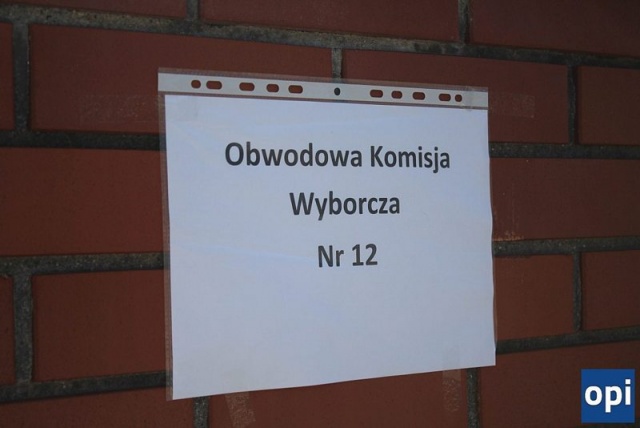 Obwodowa Komisja
Wyborcza
Nr 12
opi